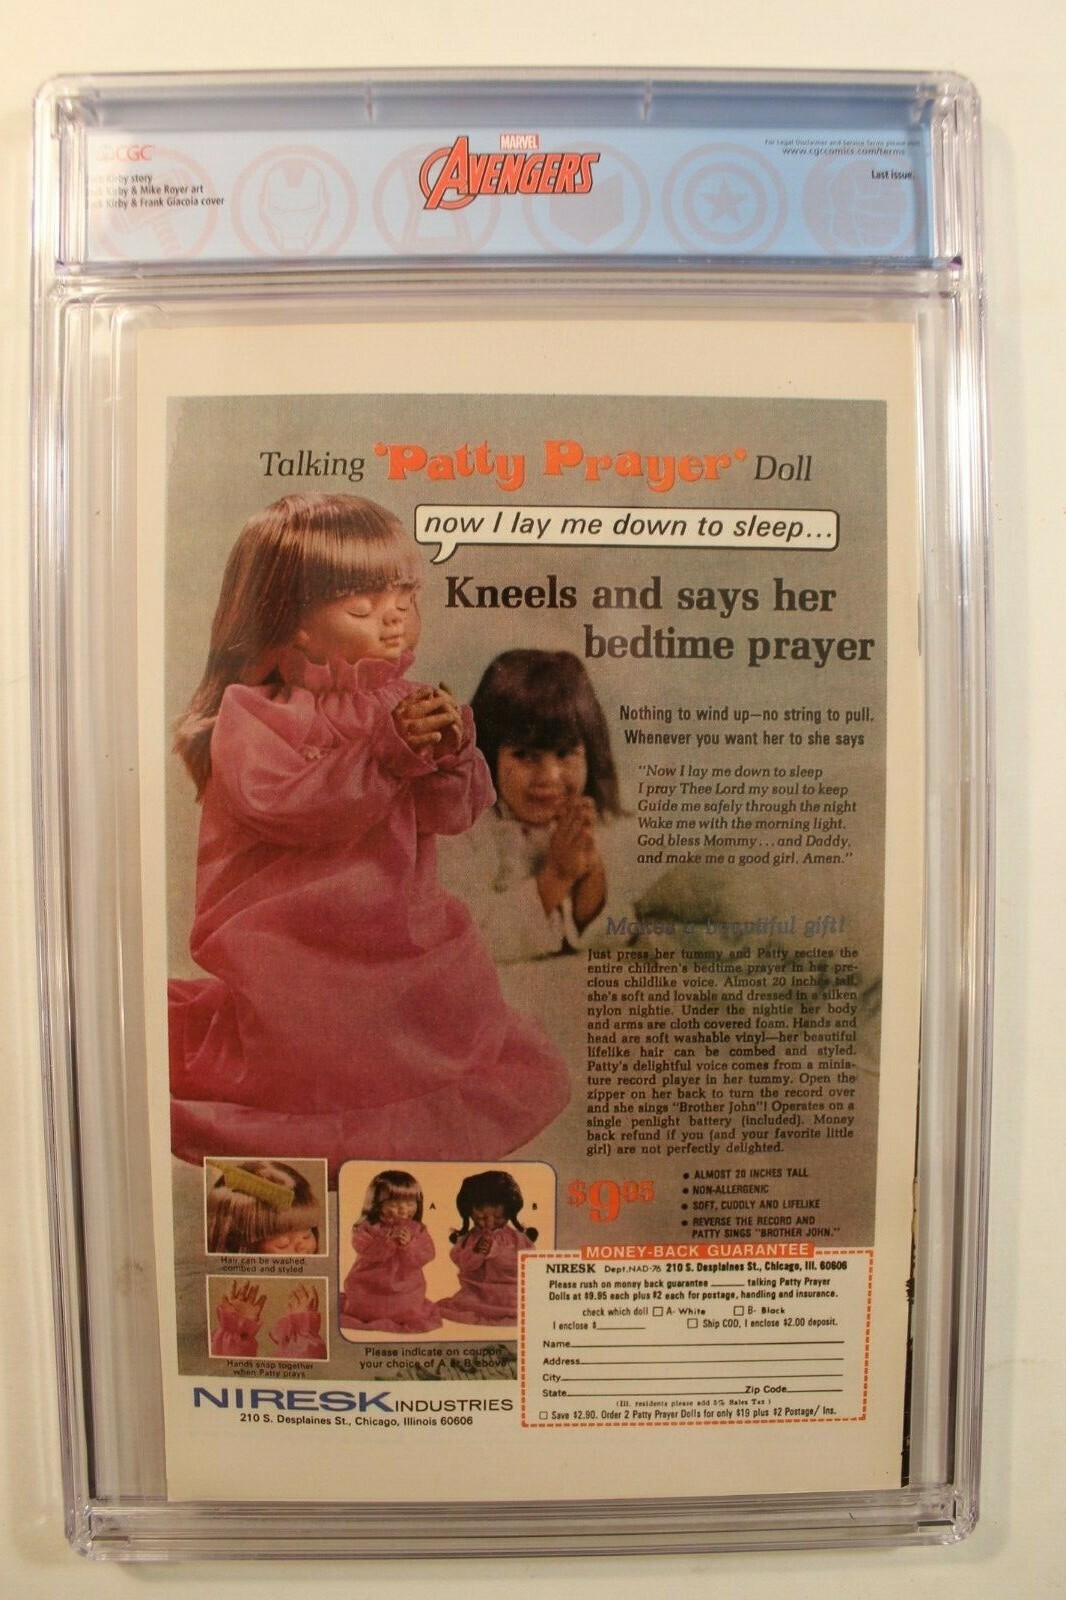 CGC
Kirby story
Kirby & Mike Royer art
Kirby & Frank Giacoia cover
MARVEL
AVENGERS
For Legal Disclaimer and Service Terms please visit
www.cgccomics.com/terms
Last issue.
Talking 'Patty Prayer' Doll
now I lay me down to sleep...
Kneels and says her
bedtime prayer
Nothing to wind up—no string to pull.
Whenever you want her to she says
"Now I lay me down to sleep
I pray Thee Lord my soul to keep
Guide me safely through the night
Wake me with the morning light.
God bless Mommy...and Daddy,
and make me a good girl. Amen."
Makes a beautiful gift!
Just press her tummy and Patty recites the
entire children's bedtime prayer in her pre-
cious childlike voice. Almost 20 inches tall,
she's soft and lovable and dressed in a silken
nylon nightie. Under the nightie her body
and arms are cloth covered foam. Hands and
head are soft washable vinyl—her beautiful
lifelike hair can be combed and styled.
Patty's delightful voice comes from a minia-
ture record player in her tummy. Open the
zipper on her back to turn the record over
and she sings "Brother John"! Operates on a
single penlight battery (included). Money
back refund if you (and your favorite little
girl) are not perfectly delighted.
$9.95
• ALMOST 20 INCHES TALL
• NON-ALLERGENIC
• SOFT, CUDDLY AND LIFELIKE
• REVERSE THE RECORD AND
PATTY SINGS "BROTHER JOHN."
Hair can be washed,
combed and styled
Hands snap together
when Patty prays
A
B
Please indicate on coupon
your choice of A or B above
NIRESK INDUSTRIES
210 S. Desplaines St., Chicago, Illinois 60606
MONEY-BACK GUARANTEE
NIRESK Dept.NAD-76 210 S. Desplaines St., Chicago, Ill. 60606
Please rush on money back guarantee talking Patty Prayer
Dolls at $9.95 each plus $2 each for postage, handling and insurance.
check which doll A- White B- Black
I enclose $ Ship COD, I enclose $2.00 deposit.
Name
Address
City
State Zip Code
(Ill. residents please add 5% Sales Tax)
Save $2.90. Order 2 Patty Prayer Dolls for only $19 plus $2 Postage/ Ins.